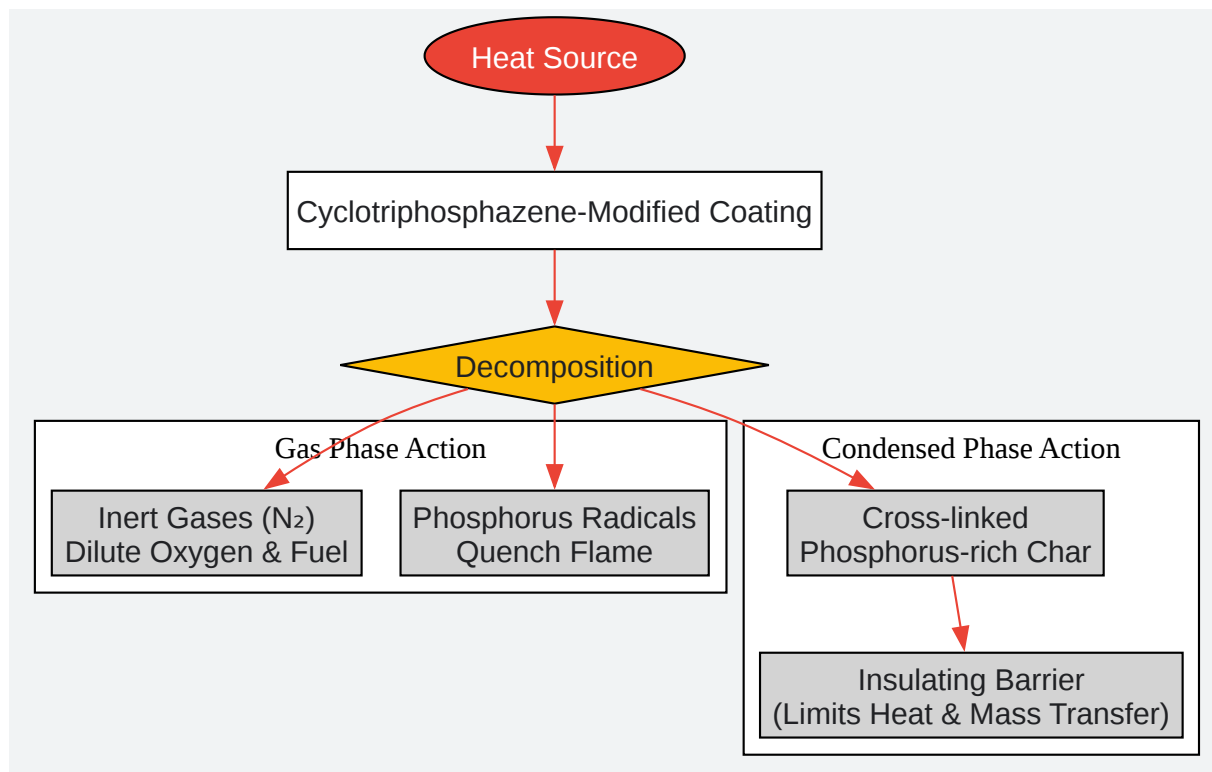 Heat Source
Cyclotriphosphazene-Modified Coating
Decomposition
Gas Phase Action
Inert Gases (N₂)
Dilute Oxygen & Fuel
Phosphorus Radicals
Quench Flame
Condensed Phase Action
Cross-linked
Phosphorus-rich Char
Insulating Barrier
(Limits Heat & Mass Transfer)